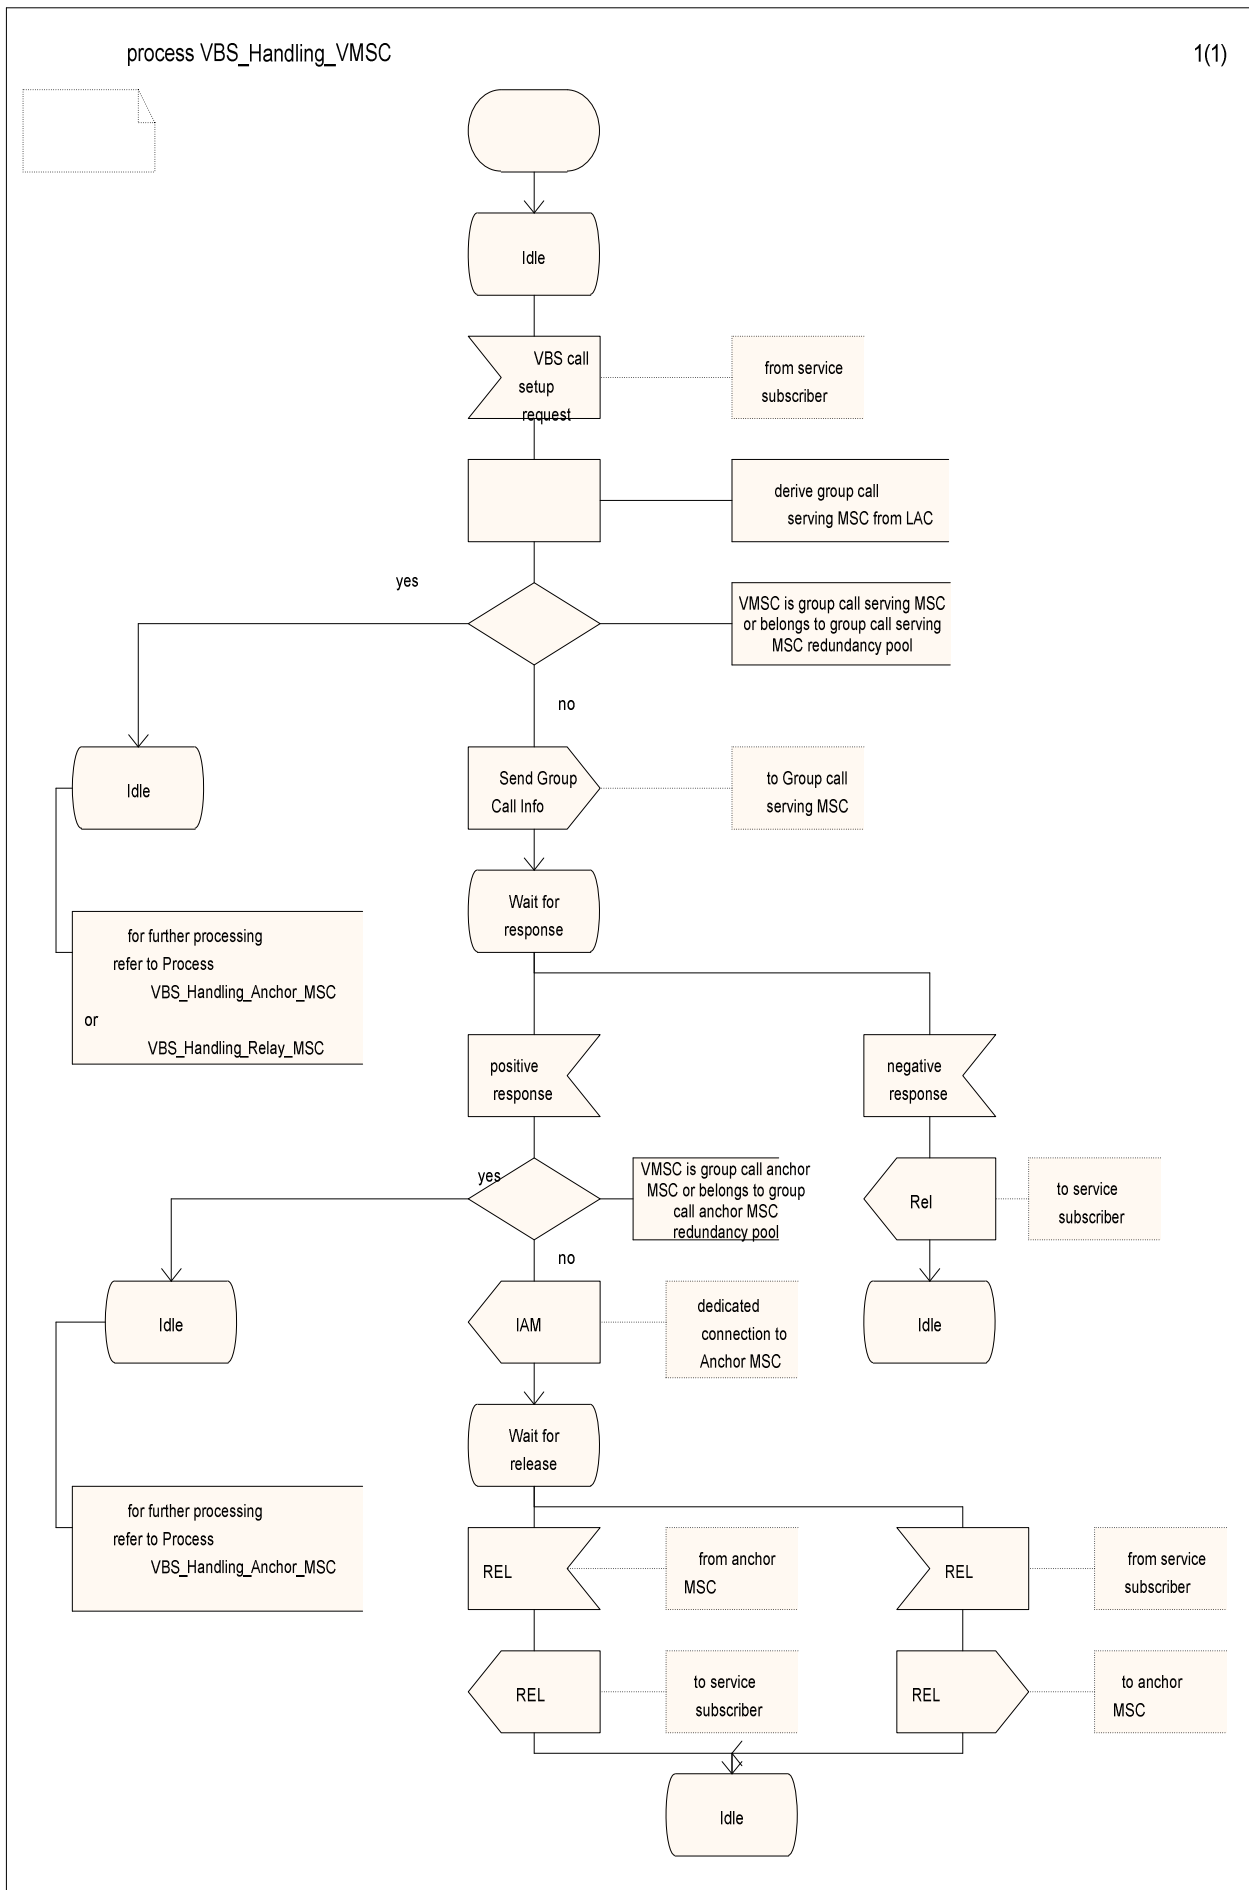 process VBS_Handling_VMSC
1(1)
Idle
VBS call
setup
request
from service
subscriber
derive group call
serving MSC from LAC
yes
VMSC is group call serving MSC
or belongs to group call serving
MSC redundancy pool
no
Idle
Send Group
Call Info
to Group call
serving MSC
Wait for
response
for further processing
refer to Process
VBS_Handling_Anchor_MSC
or
VBS_Handling_Relay_MSC
positive
response
negative
response
yes
VMSC is group call anchor
MSC or belongs to group
call anchor MSC
redundancy pool
Rel
to service
subscriber
no
Idle
IAM
dedicated
connection to
Anchor MSC
Idle
Wait for
release
for further processing
refer to Process
VBS_Handling_Anchor_MSC
REL
from anchor
MSC
REL
from service
subscriber
REL
to service
subscriber
REL
to anchor
MSC
Idle